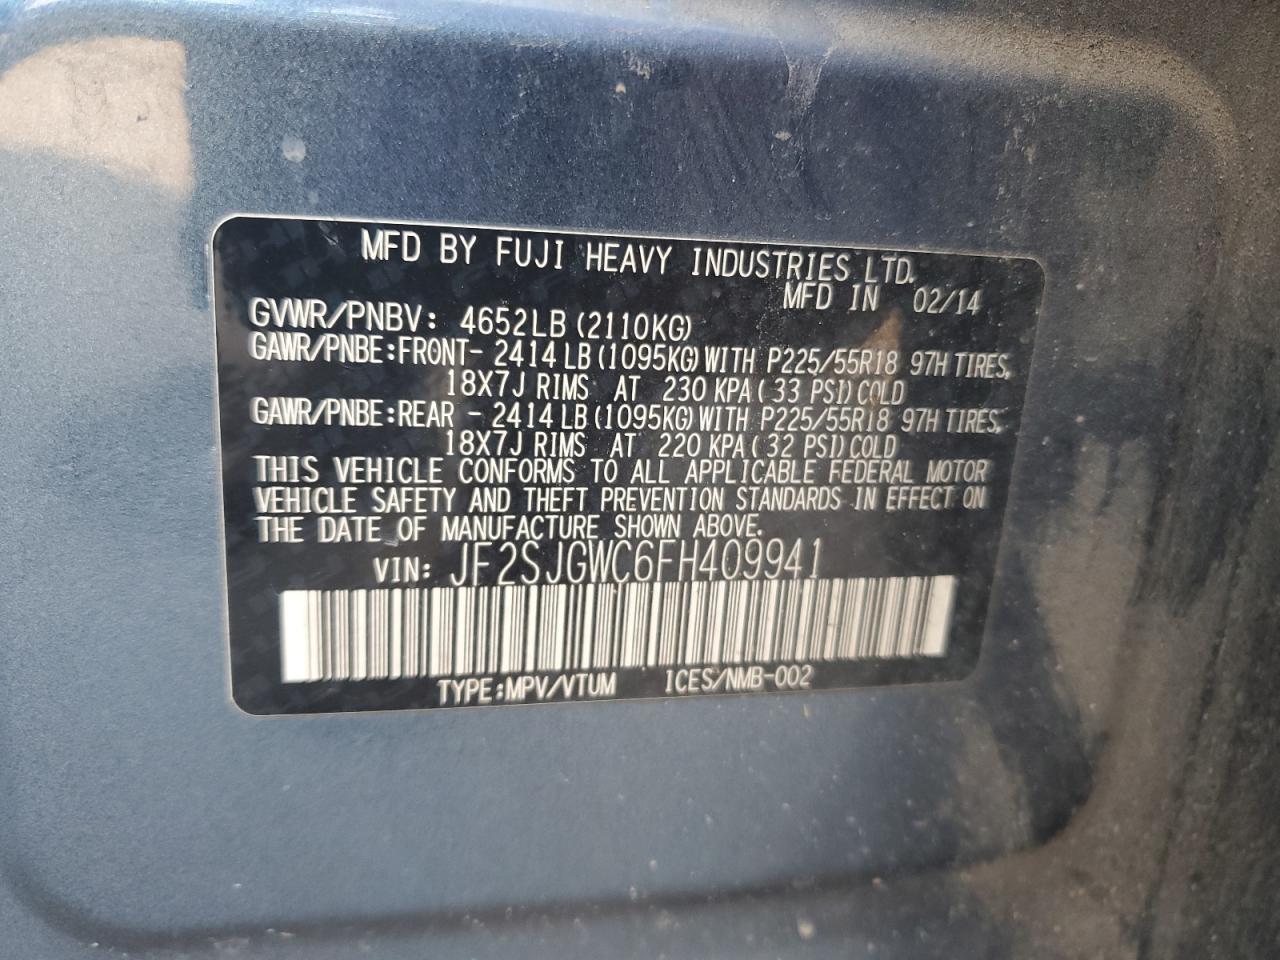 MFD BY FUJI HEAVY INDUSTRIES LTD.
MFD IN 02/14
GVWR/PNBV: 4652LB (2110KG)
GAWR/PNBE:FRONT- 2414 LB (1095KG) WITH P225/55R18 97H TIRES,
18X7J RIMS AT 230 KPA ( 33 PSI) COLD
GAWR/PNBE:REAR - 2414 LB (1095KG) WITH P225/55R18 97H TIRES,
18X7J RIMS AT 220 KPA ( 32 PSI) COLD
THIS VEHICLE CONFORMS TO ALL APPLICABLE FEDERAL MOTOR
VEHICLE SAFETY AND THEFT PREVENTION STANDARDS IN EFFECT ON
THE DATE OF MANUFACTURE SHOWN ABOVE.
VIN: JF2SJGWC6FH409941
TYPE:MPV/VTUM ICES/NMB-002